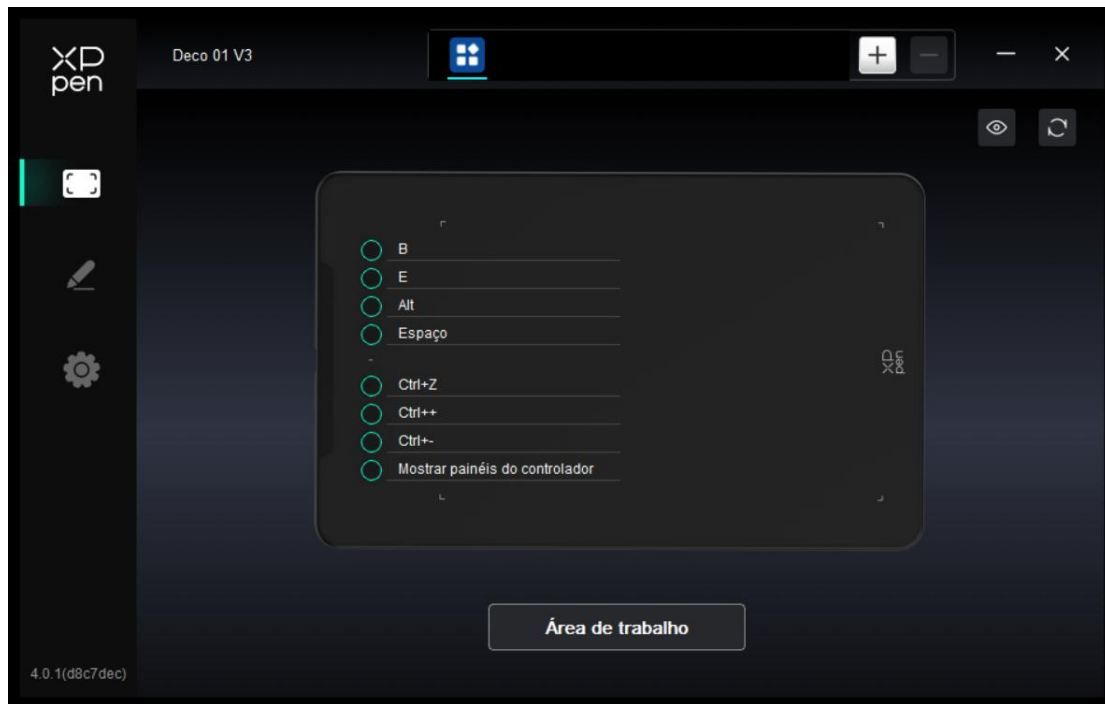 XP
pen
Deco 01 V3
B
E
Alt
Espaço
-
Ctrl+Z
Ctrl++
Ctrl+-
Mostrar painéis do controlador
XP
pen
Área de trabalho
4.0.1(d8c7dec)